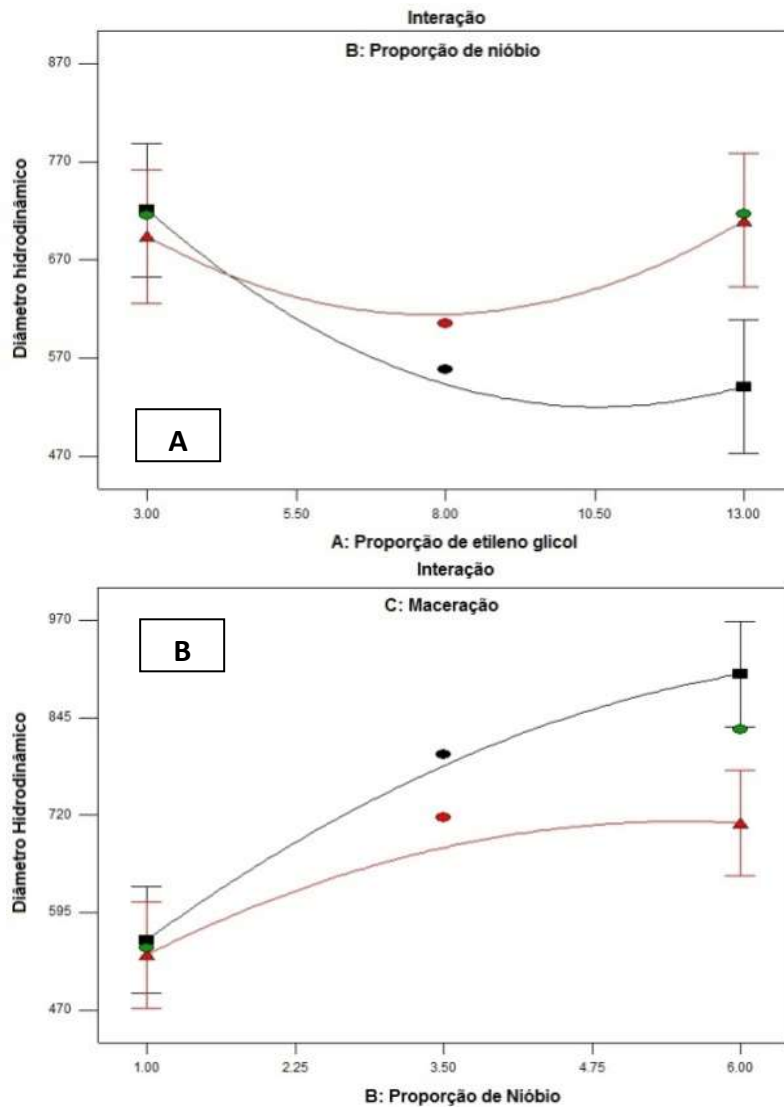 Interação
B: Proporção de nióbio
870
770
670
570
470
Diâmetro hidrodinâmico
A
3.00 5.50 8.00 10.50 13.00
A: Proporção de etileno glicol
Interação
C: Maceração
B
970
845
720
595
470
Diâmetro Hidrodinâmico
1.00 2.25 3.50 4.75 6.00
B: Proporção de Nióbio